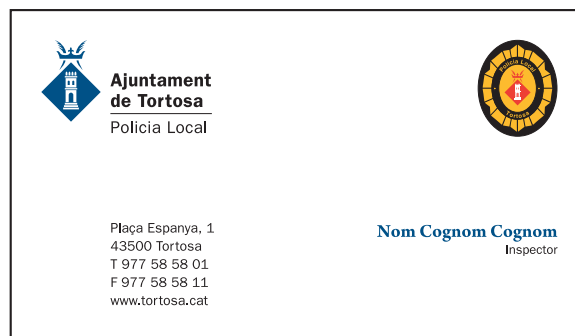 Ajuntament
de Tortosa
Policia Local
Policia Local
Tortosa
Plaça Espanya, 1
43500 Tortosa
T 977 58 58 01
F 977 58 58 11
www.tortosa.cat
Nom Cognom Cognom
Inspector